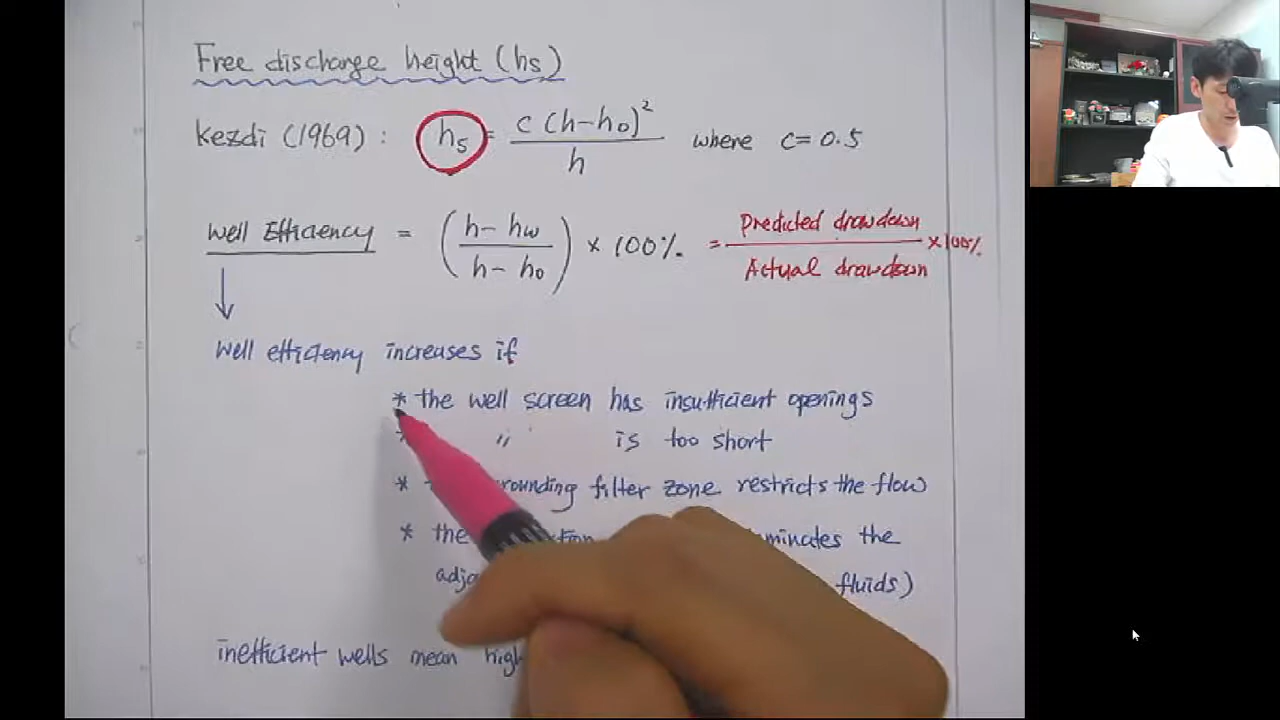 Free discharge height (hs)
Kezdi (1969) : hs = c (h-h0)² / h where c = 0.5
Well Efficiency = ( h - hw / h - h0 ) × 100% = Predicted drawdown / Actual drawdown × 100%
Well efficiency increases if
* the well screen has insufficient openings
* " is too short
* rounding filter zone restricts the flow
* the the
fluids)
inefficient wells mean